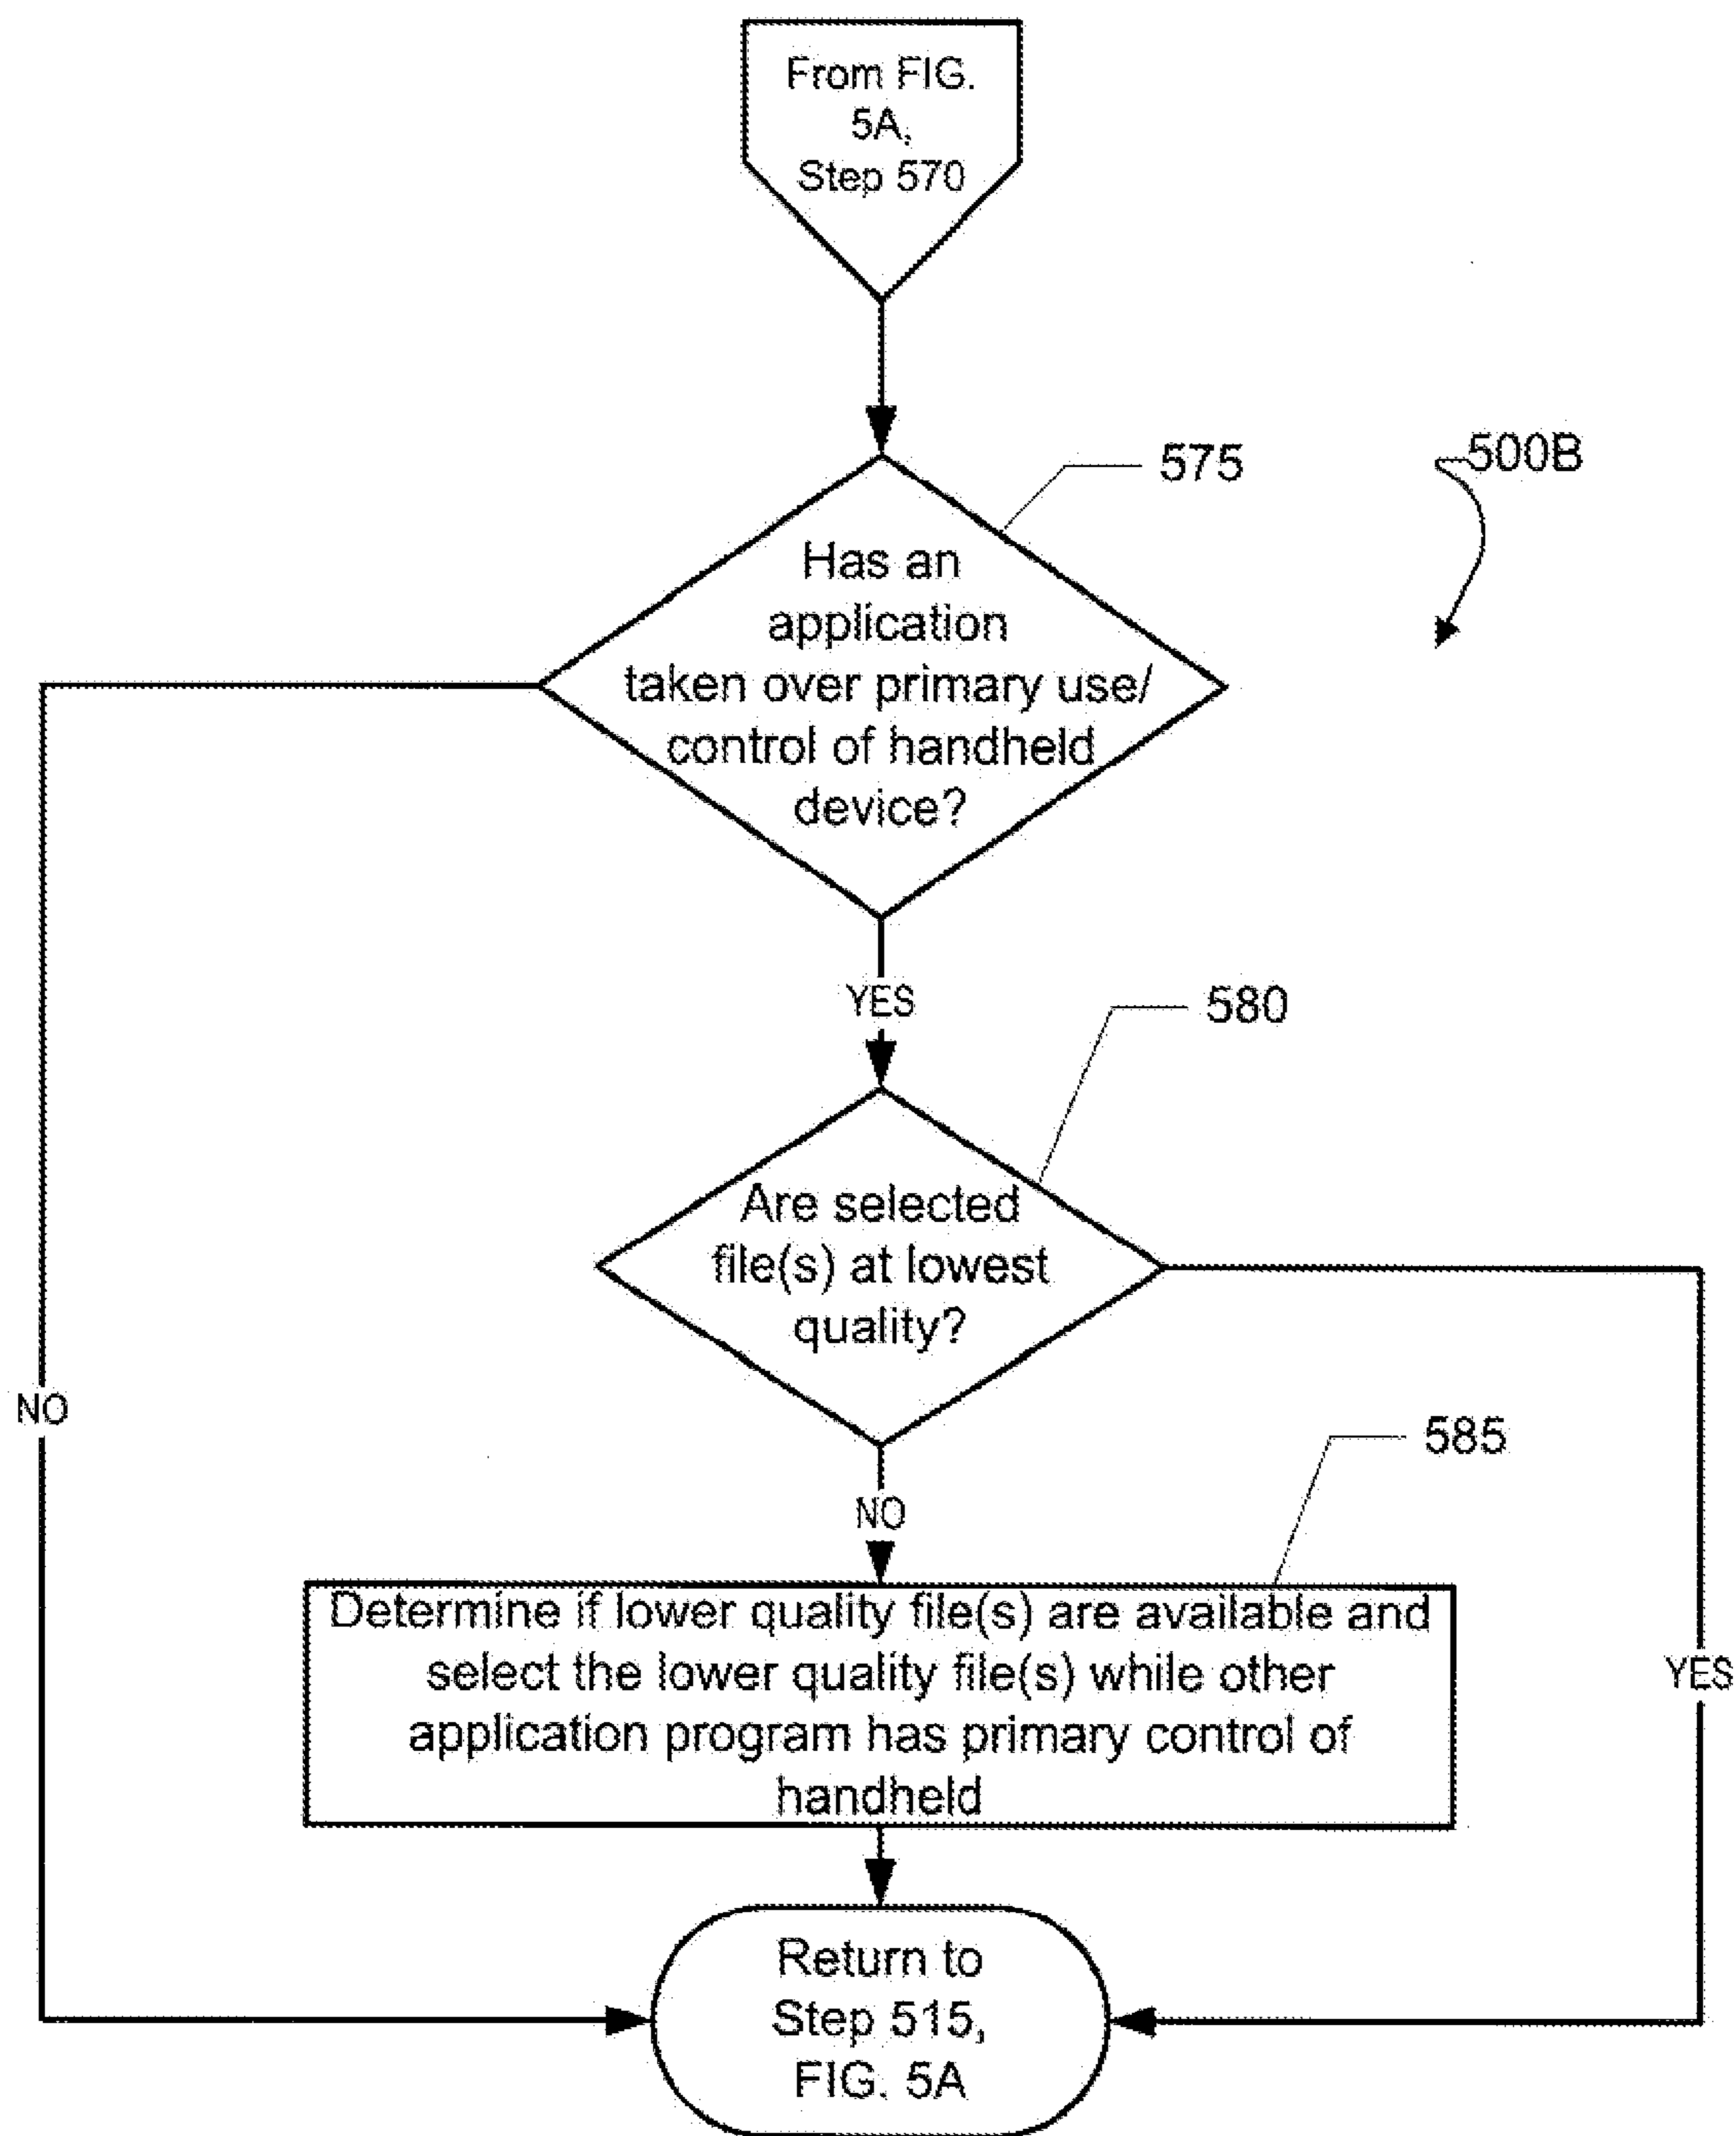 From FIG.
5A,
Step 570
575
500B
Has an
application
taken over primary use/
control of handheld
device?
YES
580
Are selected
file(s) at lowest
quality?
NO
585
NO
Determine if lower quality file(s) are available and
select the lower quality file(s) while other
application program has primary control of
handheld
YES
Return to
Step 515,
FIG. 5A